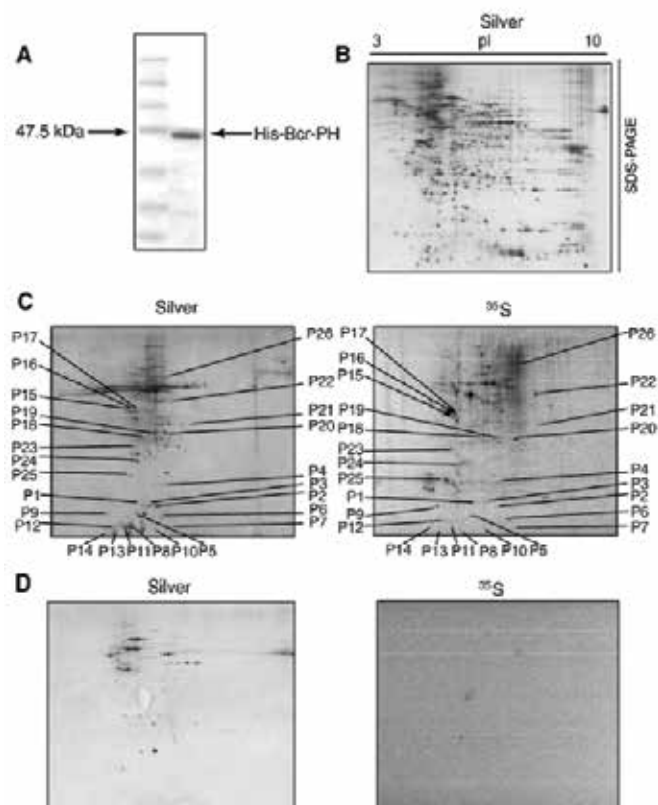 A
47.5 kDa
His-Bcr-PH
B
Silver
3 pI 10
SDS-PAGE
C
Silver
P17
P16
P15
P19
P18
P23
P24
P25
P1
P9
P12
P14 P13 P11 P8 P10 P5
P26
P22
P21
P20
P4
P3
P2
P6
P7
35S
P17
P16
P15
P19
P18
P23
P24
P25
P1
P9
P12
P14 P13 P11 P8 P10 P5
P26
P22
P21
P20
P4
P3
P2
P6
P7
D
Silver
35S